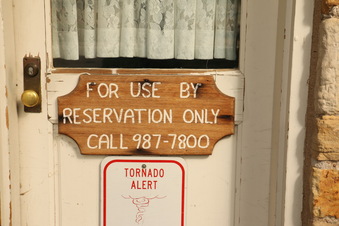 FOR USE BY
RESERVATION ONLY
CALL 987-7800
TORNADO
ALERT